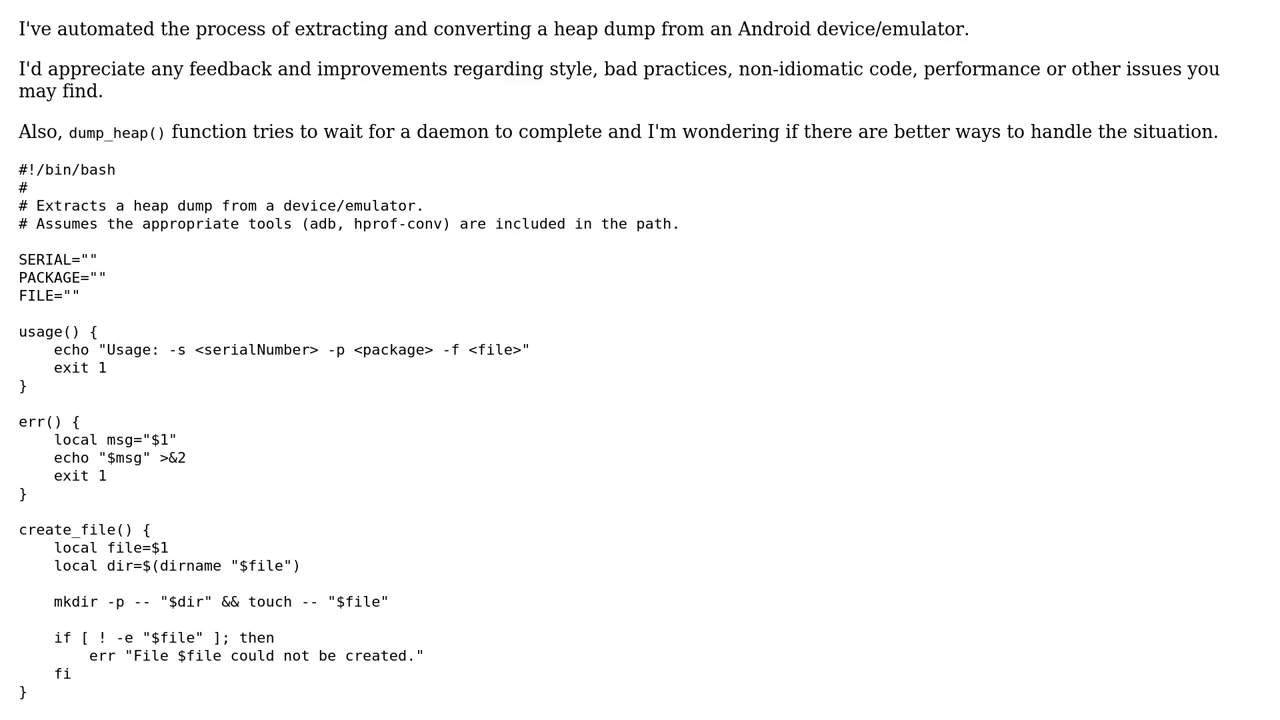 I've automated the process of extracting and converting a heap dump from an Android device/emulator.
I'd appreciate any feedback and improvements regarding style, bad practices, non-idiomatic code, performance or other issues you
may find.
Also, dump_heap() function tries to wait for a daemon to complete and I'm wondering if there are better ways to handle the situation.
#!/bin/bash
#
# Extracts a heap dump from a device/emulator.
# Assumes the appropriate tools (adb, hprof-conv) are included in the path.
SERIAL=""
PACKAGE=""
FILE=""
usage() {
    echo "Usage: -s <serialNumber> -p <package> -f <file>"
    exit 1
}
err() {
    local msg="$1"
    echo "$msg" >&2
    exit 1
}
create_file() {
    local file=$1
    local dir=$(dirname "$file")
    mkdir -p -- "$dir" && touch -- "$file"
    if [ ! -e "$file" ]; then
        err "File $file could not be created."
    fi
}